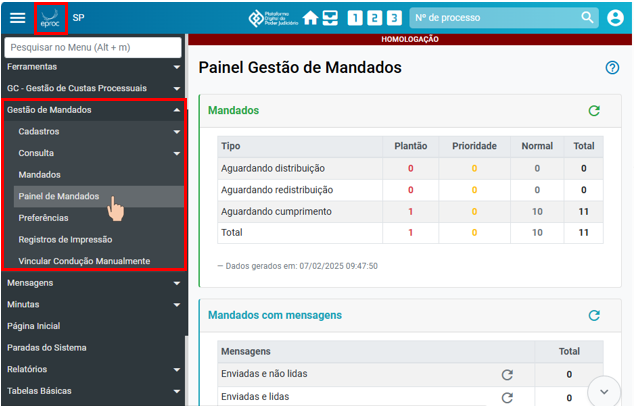 eproc SP Plataforma Digital do Poder Judiciário 1 2 3 Nº de processo
HOMOLOGAÇÃO
Pesquisar no Menu (Alt + m)
Ferramentas
GC - Gestão de Custas Processuais
Gestão de Mandados
Cadastros
Consulta
Mandados
Painel de Mandados
Preferências
Registros de Impressão
Vincular Condução Manualmente
Mensagens
Minutas
Página Inicial
Paradas do Sistema
Relatórios
Tabelas Básicas
Painel Gestão de Mandados ?
Mandados
Tipo Plantão Prioridade Normal Total
Aguardando distribuição 0 0 0 0
Aguardando redistribuição 0 0 0 0
Aguardando cumprimento 1 0 10 11
Total 1 0 10 11
— Dados gerados em: 07/02/2025 09:47:50
Mandados com mensagens
Mensagens Total
Enviadas e não lidas 0
Enviadas e lidas 0